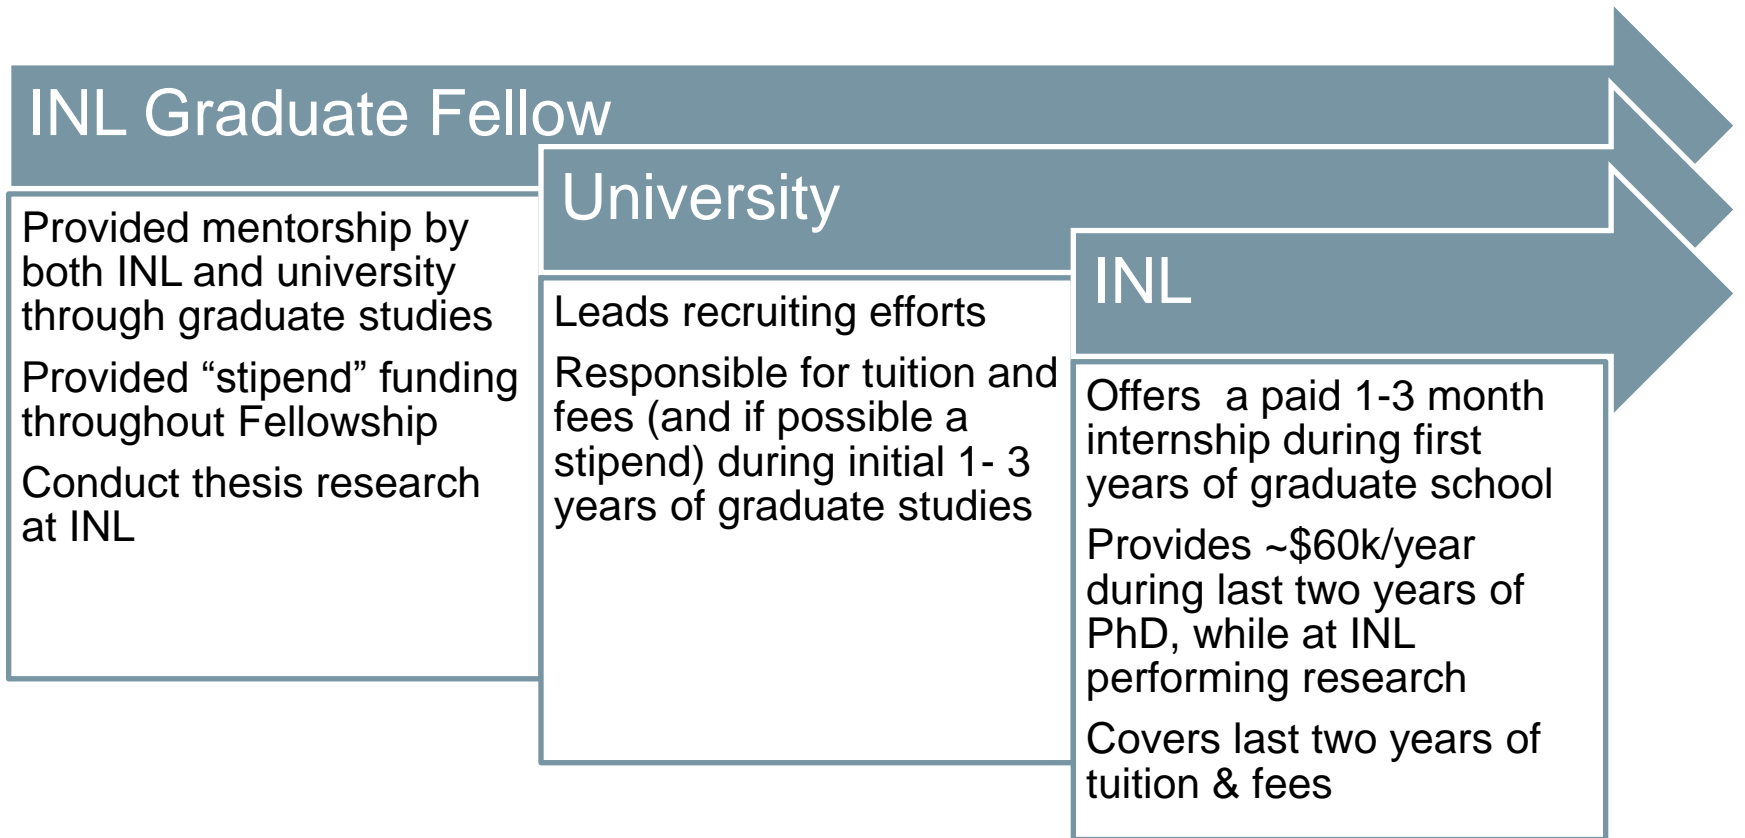 INL Graduate Fellow
Provided mentorship by
both INL and university
through graduate studies
Provided “stipend” funding
throughout Fellowship
Conduct thesis research
at INL
University
Leads recruiting efforts
Responsible for tuition and
fees (and if possible a
stipend) during initial 1- 3
years of graduate studies
INL
Offers  a paid 1-3 month
internship during first
years of graduate school
Provides ~$60k/year
during last two years of
PhD, while at INL
performing research
Covers last two years of
tuition & fees